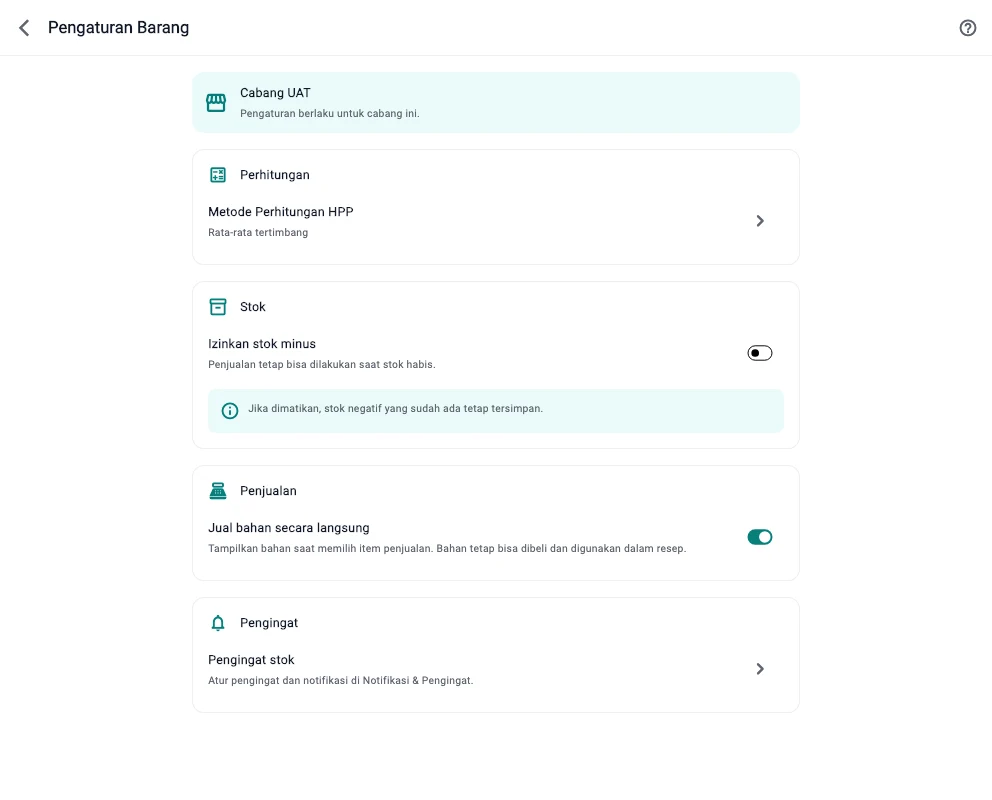 Pengaturan Barang
Cabang UAT
Pengaturan berlaku untuk cabang ini.
Perhitungan
Metode Perhitungan HPP
Rata-rata tertimbang
Stok
Izinkan stok minus
Penjualan tetap bisa dilakukan saat stok habis.
Jika dimatikan, stok negatif yang sudah ada tetap tersimpan.
Penjualan
Jual bahan secara langsung
Tampilkan bahan saat memilih item penjualan. Bahan tetap bisa dibeli dan digunakan dalam resep.
Pengingat
Pengingat stok
Atur pengingat dan notifikasi di Notifikasi & Pengingat.